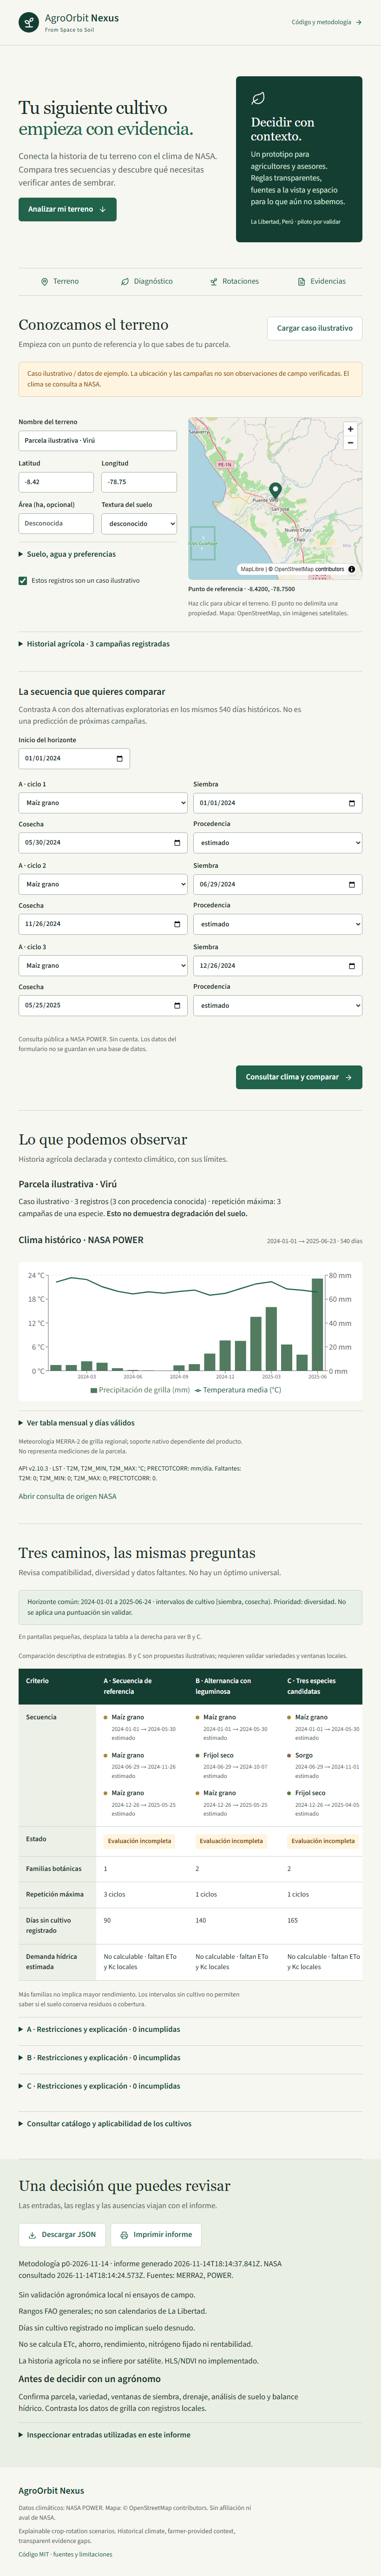 AgroOrbit Nexus
From Space to Soil
Código y metodología →
Tu siguiente cultivo
empieza con evidencia.
Conecta la historia de tu terreno con el clima de NASA.
Compara tres secuencias y descubre qué necesitas
verificar antes de sembrar.
Analizar mi terreno ↓
Decidir con
contexto.
Un prototipo para
agricultores y asesores.
Reglas transparentes,
fuentes a la vista y espacio
para lo que aún no sabemos.
La Libertad, Perú · piloto por validar
Terreno
Diagnóstico
Rotaciones
Evidencias
Conozcamos el terreno
Empieza con un punto de referencia y lo que sabes de tu parcela.
Cargar caso ilustrativo
Caso ilustrativo / datos de ejemplo. La ubicación y las campañas no son observaciones de campo verificadas. El
clima se consulta a NASA.
Nombre del terreno
Parcela ilustrativa · Virú
Latitud
Longitud
-8.42
-78.75
Área (ha, opcional)
Textura del suelo
Desconocida
desconocido
Suelo, agua y preferencias
Estos registros son un caso ilustrativo
Salaverry
PE-1N
Puente Virú
San José
Nuevo Chao
Chao
MapLibre | © OpenStreetMap contributors
Punto de referencia · -8.4200, -78.7500
Haz clic para ubicar el terreno. El punto no delimita una
propiedad. Mapa: OpenStreetMap, sin imágenes satelitales.
Historial agrícola · 3 campañas registradas
La secuencia que quieres comparar
Contrasta A con dos alternativas exploratorias en los mismos 540 días históricos. No es
una predicción de próximas campañas.
Inicio del horizonte
01/01/2024
A · ciclo 1
Siembra
Maíz grano
01/01/2024
Cosecha
Procedencia
05/30/2024
estimado
A · ciclo 2
Siembra
Maíz grano
06/29/2024
Cosecha
Procedencia
11/26/2024
estimado
A · ciclo 3
Siembra
Maíz grano
12/26/2024
Cosecha
Procedencia
05/25/2025
estimado
Consulta pública a NASA POWER. Sin cuenta. Los datos del
formulario no se guardan en una base de datos.
Consultar clima y comparar →
Lo que podemos observar
Historia agrícola declarada y contexto climático, con sus límites.
Parcela ilustrativa · Virú
Caso ilustrativo · 3 registros (3 con procedencia conocida) · repetición máxima: 3
campañas de una especie. Esto no demuestra degradación del suelo.
Clima histórico · NASA POWER
2024-01-01 → 2025-06-23 · 540 días
24 °C
18 °C
12 °C
6 °C
0 °C
80 mm
60 mm
40 mm
20 mm
0 mm
2024-03
2024-06
2024-09
2024-12
2025-03
2025-06
Precipitación de grilla (mm)
Temperatura media (°C)
Ver tabla mensual y días válidos
Meteorología MERRA-2 de grilla regional; soporte nativo dependiente del producto.
No representa mediciones de la parcela.
API v2.10.3 · LST · T2M, T2M_MIN, T2M_MAX: °C; PRECTOTCORR: mm/día. Faltantes:
T2M: 0; T2M_MIN: 0; T2M_MAX: 0; PRECTOTCORR: 0.
Abrir consulta de origen NASA
Tres caminos, las mismas preguntas
Revisa compatibilidad, diversidad y datos faltantes. No hay un óptimo universal.
Horizonte común: 2024-01-01 a 2025-06-24 · intervalos de cultivo [siembra, cosecha). Prioridad: diversidad. No
se aplica una puntuación sin validar.
En pantallas pequeñas, desplaza la tabla a la derecha para ver B y C.
Comparación descriptiva de estrategias. B y C son propuestas ilustrativas; requieren validar variedades y ventanas locales.
Criterio
A · Secuencia de
referencia
B · Alternancia con
leguminosa
C · Tres especies
candidatas
Secuencia
Maíz grano
2024-01-01 → 2024-05-30
estimado
Maíz grano
2024-01-01 → 2024-05-30
estimado
Maíz grano
2024-01-01 → 2024-05-30
estimado
Maíz grano
2024-06-29 → 2024-11-26
estimado
Frijol seco
2024-06-29 → 2024-10-07
estimado
Sorgo
2024-06-29 → 2024-11-01
estimado
Maíz grano
2024-12-26 → 2025-05-25
estimado
Maíz grano
2024-12-26 → 2025-05-25
estimado
Frijol seco
2024-12-26 → 2025-04-05
estimado
Estado
Evaluación incompleta
Evaluación incompleta
Evaluación incompleta
Familias botánicas
1
2
2
Repetición máxima
3 ciclos
1 ciclos
1 ciclos
Días sin cultivo
registrado
90
140
165
Demanda hídrica
estimada
No calculable · faltan ETo
y Kc locales
No calculable · faltan ETo
y Kc locales
No calculable · faltan ETo
y Kc locales
Más familias no implica mayor rendimiento. Los intervalos sin cultivo no permiten
saber si el suelo conserva residuos o cobertura.
A · Restricciones y explicación · 0 incumplidas
B · Restricciones y explicación · 0 incumplidas
C · Restricciones y explicación · 0 incumplidas
Consultar catálogo y aplicabilidad de los cultivos
Una decisión que puedes revisar
Las entradas, las reglas y las ausencias viajan con el informe.
Descargar JSON
Imprimir informe
Metodología p0-2026-11-14 · informe generado 2026-11-14T18:14:37.841Z. NASA
consultado 2026-11-14T18:14:24.573Z. Fuentes: MERRA2, POWER.
Sin validación agronómica local ni ensayos de campo.
Rangos FAO generales; no son calendarios de La Libertad.
Días sin cultivo registrado no implican suelo desnudo.
No se calcula ETc, ahorro, rendimiento, nitrógeno fijado ni rentabilidad.
La historia agrícola no se infiere por satélite. HLS/NDVI no implementado.
Antes de decidir con un agrónomo
Confirma parcela, variedad, ventanas de siembra, drenaje, análisis de suelo y balance
hídrico. Contrasta los datos de grilla con registros locales.
Inspeccionar entradas utilizadas en este informe
AgroOrbit Nexus
Datos climáticos: NASA POWER. Mapa: © OpenStreetMap contributors. Sin afiliación ni
aval de NASA.
Explainable crop-rotation scenarios. Historical climate, farmer-provided context,
transparent evidence gaps.
Código MIT · fuentes y limitaciones